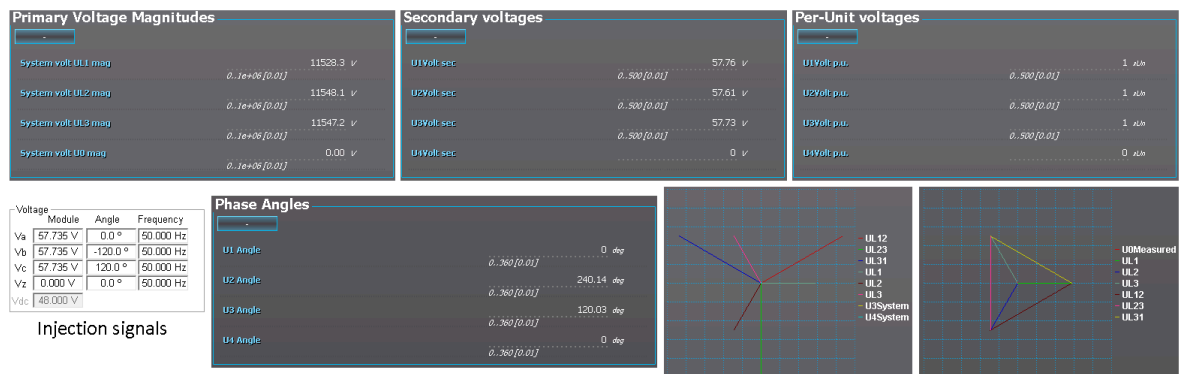 Primary Voltage Magnitudes
-
System volt UL1 mag 11528.3 V
0..1e+06 [0.01]
System volt UL2 mag 11548.1 V
0..1e+06 [0.01]
System volt UL3 mag 11547.2 V
0..1e+06 [0.01]
System volt U0 mag 0.00 V
0..1e+06 [0.01]
Secondary voltages
-
U1Volt sec 57.76 V
0..500 [0.01]
U2Volt sec 57.61 V
0..500 [0.01]
U3Volt sec 57.73 V
0..500 [0.01]
U4Volt sec 0 V
Per-Unit voltages
-
U1Volt p.u. 1 xUn
0..500 [0.01]
U2Volt p.u. 1 xUn
0..500 [0.01]
U3Volt p.u. 1 xUn
0..500 [0.01]
U4Volt p.u. 0 xUn
Voltage
Module Angle Frequency
Va 57.735 V 0.0 º 50.000 Hz
Vb 57.735 V -120.0 º 50.000 Hz
Vc 57.735 V 120.0 º 50.000 Hz
Vz 0.000 V 0.0 º 50.000 Hz
Vdc 48.000 V
Injection signals
Phase Angles
-
U1 Angle 0 deg
0..360 [0.01]
U2 Angle 240.14 deg
0..360 [0.01]
U3 Angle 120.03 deg
0..360 [0.01]
U4 Angle 0 deg
0..360 [0.01]
UL12
UL23
UL31
UL1
UL2
UL3
U3System
U4System
U0Measured
UL1
UL2
UL3
UL12
UL23
UL31